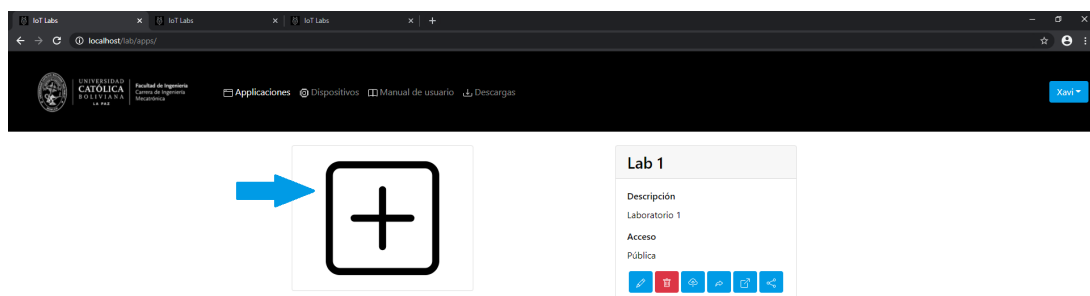 IoT Labs
IoT Labs
IoT Labs
localhost/lab/apps/
UNIVERSIDAD
CATÓLICA
BOLIVIANA
LA PAZ
Facultad de Ingeniería
Carrera de Ingeniería
Mecatrónica
Applicaciones Dispositivos Manual de usuario Descargas
Xavi
Lab 1
Descripción
Laboratorio 1
Acceso
Pública